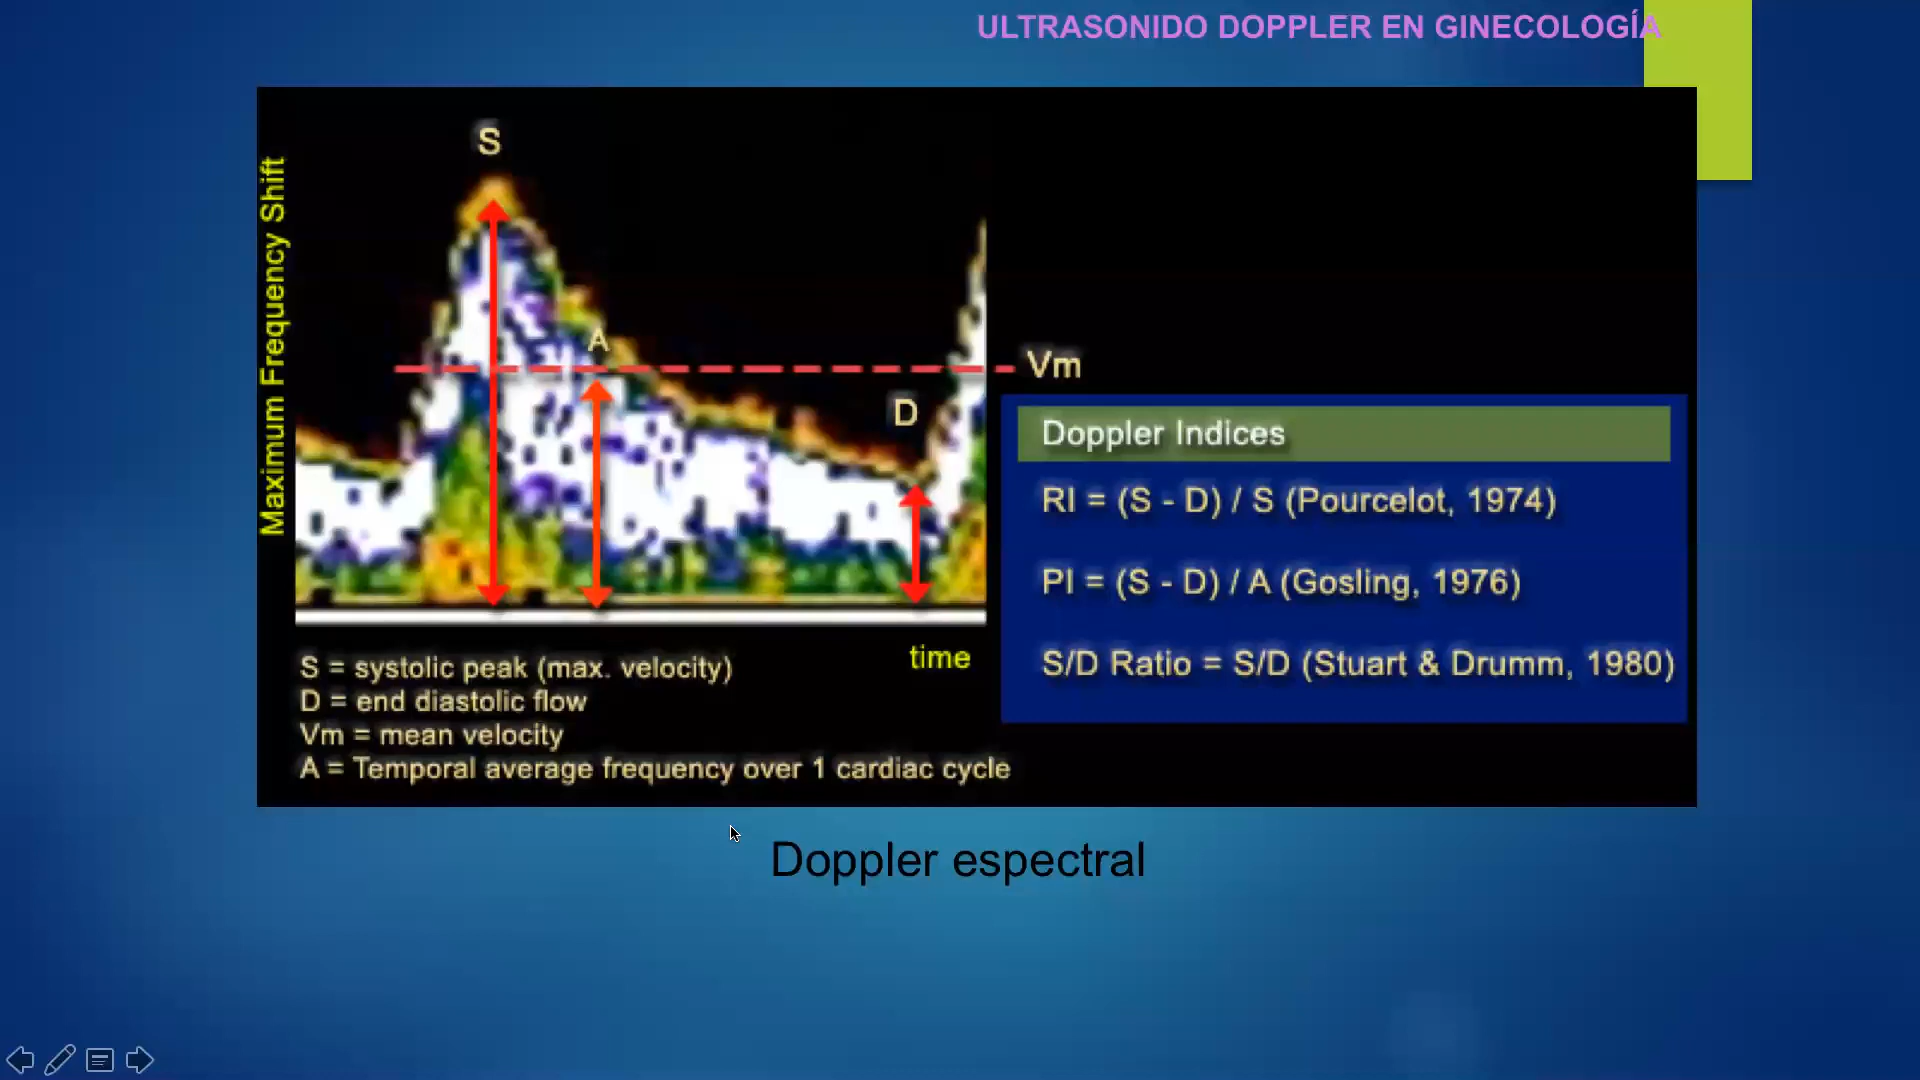 ULTRASONIDO DOPPLER EN GINECOLOGÍA
S
Maximum Frequency Shift
A
Vm
D
Doppler Indices
RI = (S - D) / S (Pourcelot, 1974)
PI = (S - D) / A (Gosling, 1976)
S/D Ratio = S/D (Stuart & Drumm, 1980)
time
S = systolic peak (max. velocity)
D = end diastolic flow
Vm = mean velocity
A = Temporal average frequency over 1 cardiac cycle
Doppler espectral